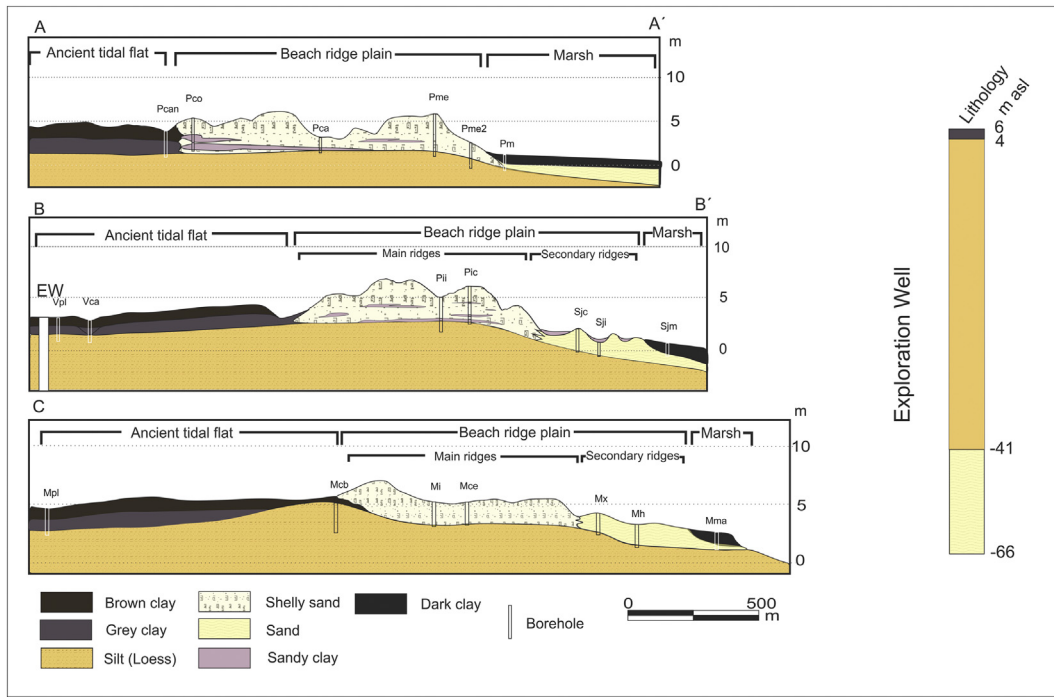 A A´
m
Ancient tidal flat Beach ridge plain Marsh
10
Pco Pme
Pcan
5
Pca Pme2
Pm
0
B B´
m
Ancient tidal flat Beach ridge plain Marsh
10
Main ridges Secondary ridges
EW Pii Pic
Vpl Vca
5
Sjc Sji Sjm
0
C
m
Ancient tidal flat Beach ridge plain Marsh
10
Main ridges Secondary ridges
Mpl Mcb Mi Mce Mx Mh Mma
5
0
Brown clay Shelly sand Dark clay
Grey clay Sand Borehole
Silt (Loess) Sandy clay
0 500
m
Exploration Well
Lithology
m asl
6
4
-41
-66